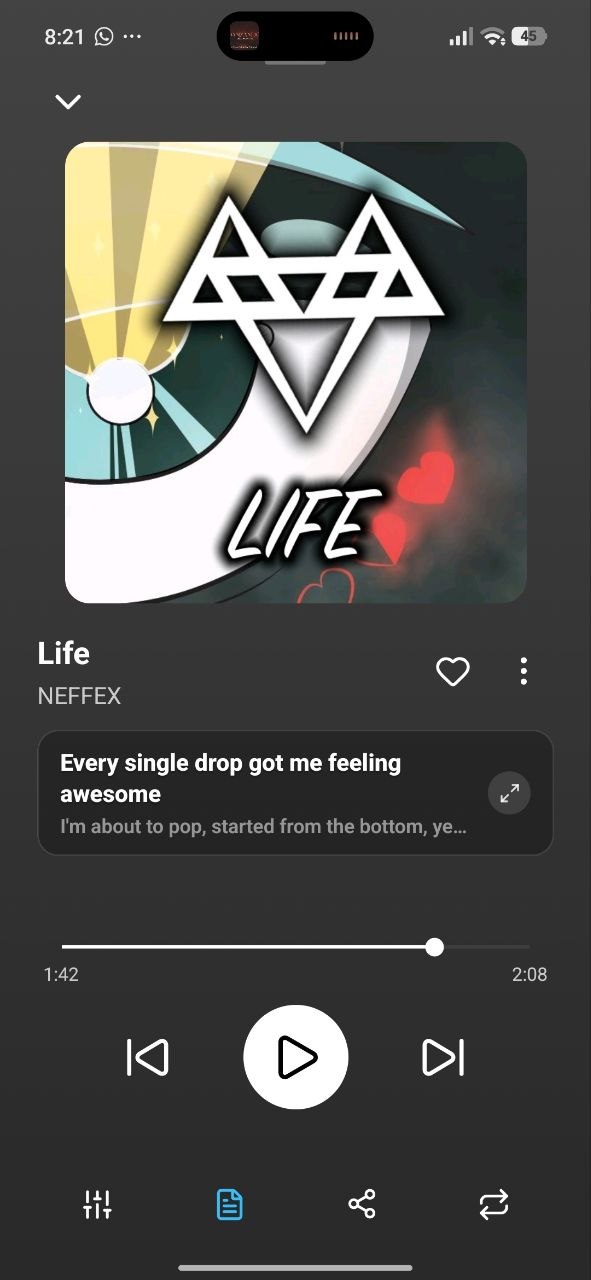 8:21
45
LIFE
Life
NEFFEX
Every single drop got me feeling
awesome
I'm about to pop, started from the bottom, ye...
1:42
2:08